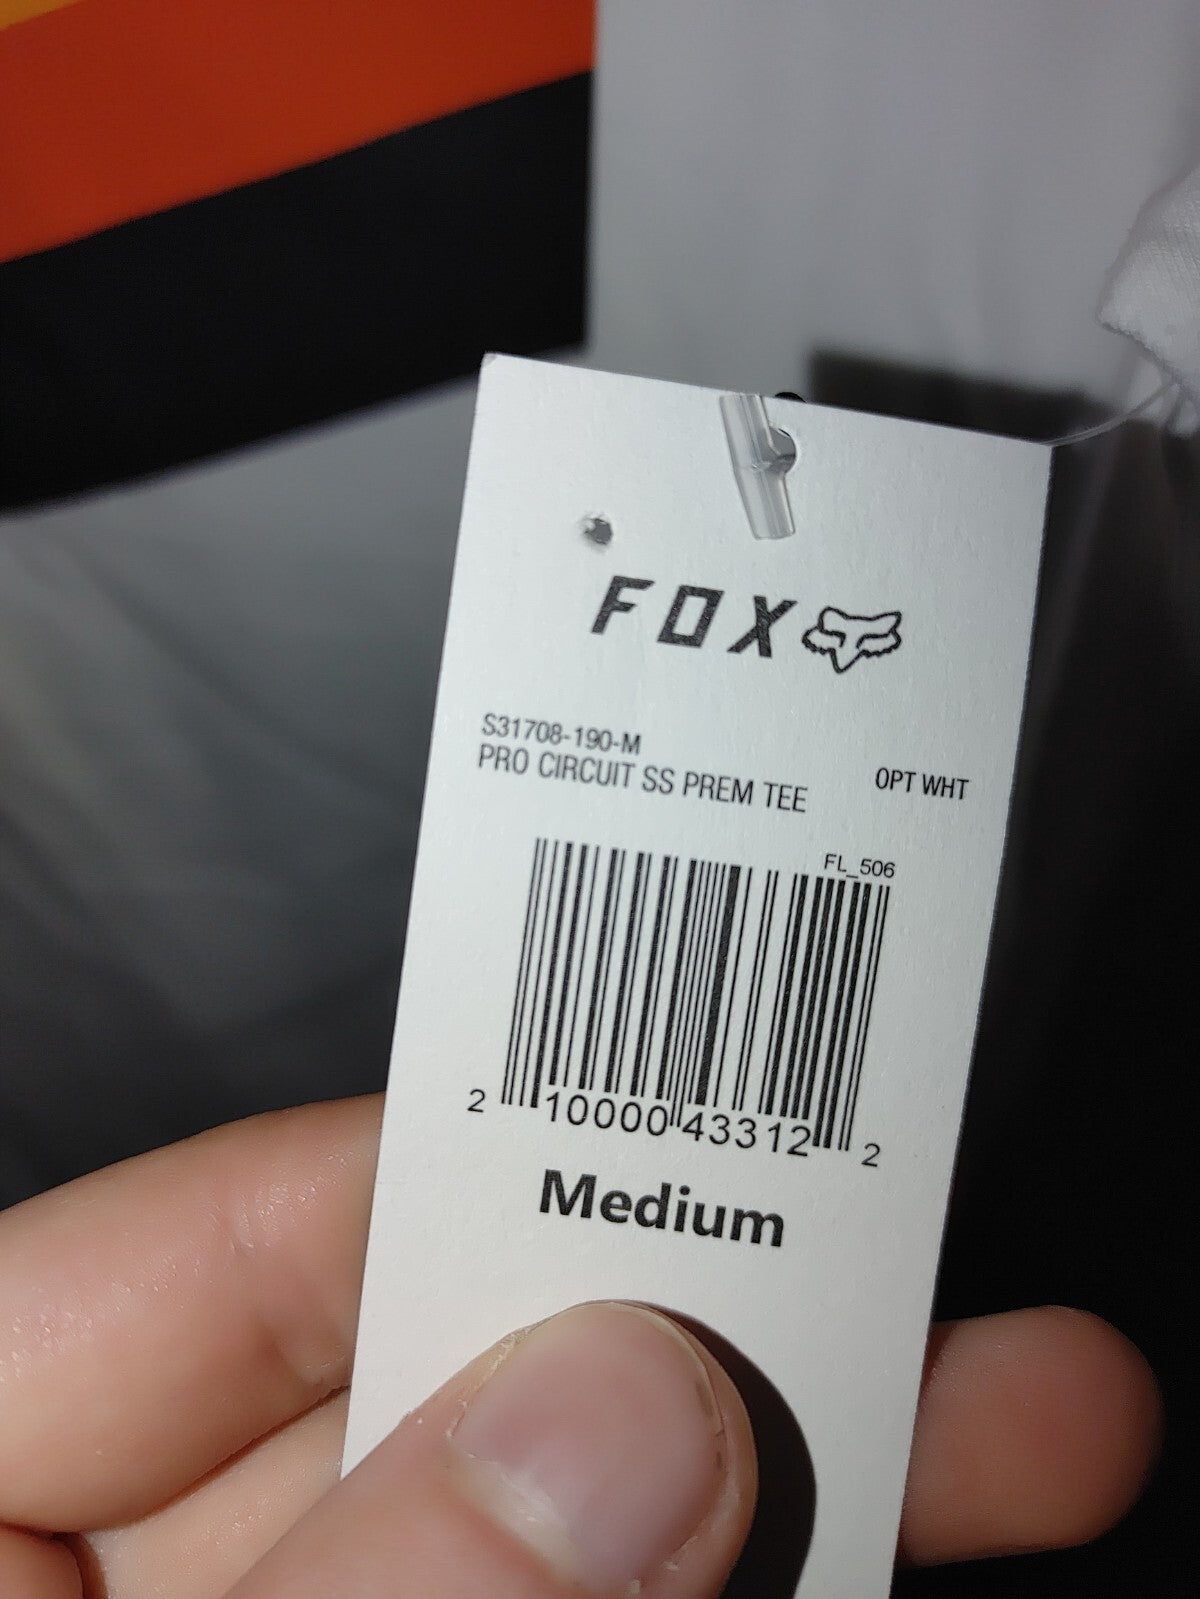 FOX
S31708-190-M
PRO CIRCUIT SS PREM TEE
OPT WHT
FL_506
2 10000 43312 2
Medium